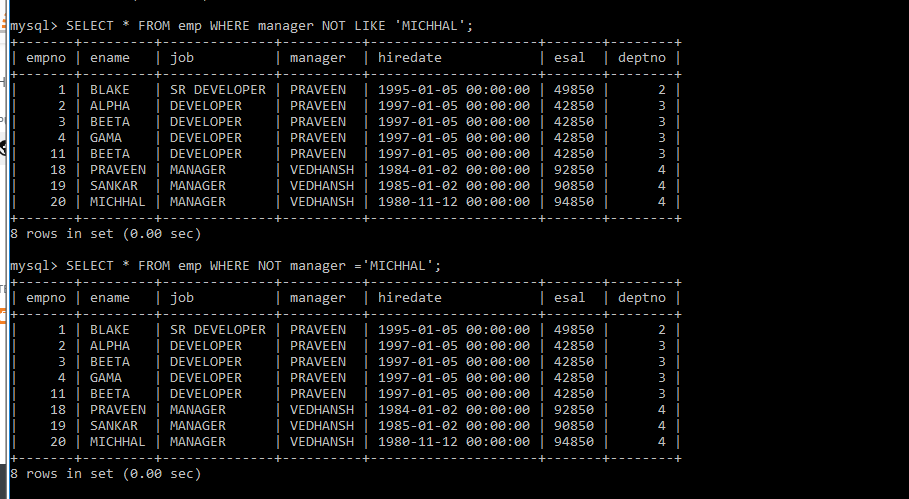 mysql> SELECT * FROM emp WHERE manager NOT LIKE 'MICHHAL';
+-------+---------+--------------+----------+---------------------+-------+--------+
| empno | ename   | job          | manager  | hiredate            | esal  | deptno |
+-------+---------+--------------+----------+---------------------+-------+--------+
|     1 | BLAKE   | SR DEVELOPER | PRAVEEN  | 1995-01-05 00:00:00 | 49850 |      2 |
|     2 | ALPHA   | DEVELOPER    | PRAVEEN  | 1997-01-05 00:00:00 | 42850 |      3 |
|     3 | BEETA   | DEVELOPER    | PRAVEEN  | 1997-01-05 00:00:00 | 42850 |      3 |
|     4 | GAMA    | DEVELOPER    | PRAVEEN  | 1997-01-05 00:00:00 | 42850 |      3 |
|    11 | BEETA   | DEVELOPER    | PRAVEEN  | 1997-01-05 00:00:00 | 42850 |      3 |
|    18 | PRAVEEN | MANAGER      | VEDHANSH | 1984-01-02 00:00:00 | 92850 |      4 |
|    19 | SANKAR  | MANAGER      | VEDHANSH | 1985-01-02 00:00:00 | 90850 |      4 |
|    20 | MICHHAL | MANAGER      | VEDHANSH | 1980-11-12 00:00:00 | 94850 |      4 |
+-------+---------+--------------+----------+---------------------+-------+--------+
8 rows in set (0.00 sec)
mysql> SELECT * FROM emp WHERE NOT manager ='MICHHAL';
+-------+---------+--------------+----------+---------------------+-------+--------+
| empno | ename   | job          | manager  | hiredate            | esal  | deptno |
+-------+---------+--------------+----------+---------------------+-------+--------+
|     1 | BLAKE   | SR DEVELOPER | PRAVEEN  | 1995-01-05 00:00:00 | 49850 |      2 |
|     2 | ALPHA   | DEVELOPER    | PRAVEEN  | 1997-01-05 00:00:00 | 42850 |      3 |
|     3 | BEETA   | DEVELOPER    | PRAVEEN  | 1997-01-05 00:00:00 | 42850 |      3 |
|     4 | GAMA    | DEVELOPER    | PRAVEEN  | 1997-01-05 00:00:00 | 42850 |      3 |
|    11 | BEETA   | DEVELOPER    | PRAVEEN  | 1997-01-05 00:00:00 | 42850 |      3 |
|    18 | PRAVEEN | MANAGER      | VEDHANSH | 1984-01-02 00:00:00 | 92850 |      4 |
|    19 | SANKAR  | MANAGER      | VEDHANSH | 1985-01-02 00:00:00 | 90850 |      4 |
|    20 | MICHHAL | MANAGER      | VEDHANSH | 1980-11-12 00:00:00 | 94850 |      4 |
+-------+---------+--------------+----------+---------------------+-------+--------+
8 rows in set (0.00 sec)